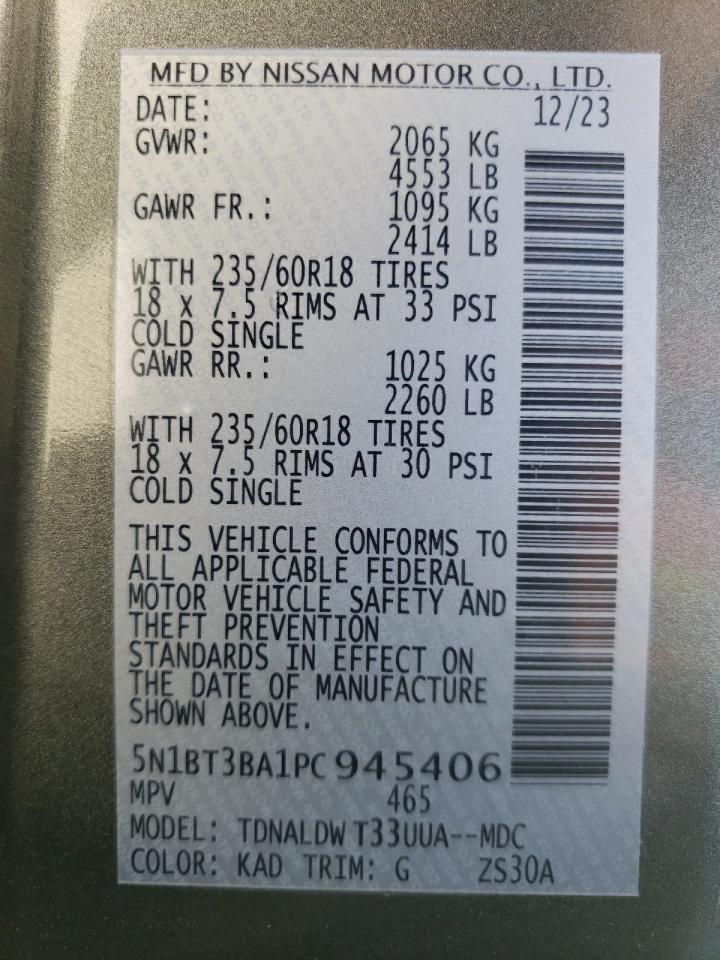 MFD BY NISSAN MOTOR CO., LTD.
DATE: 12/23
GVWR: 2065 KG
4553 LB
GAWR FR.: 1095 KG
2414 LB
WITH 235/60R18 TIRES
18 x 7.5 RIMS AT 33 PSI
COLD SINGLE
GAWR RR.: 1025 KG
2260 LB
WITH 235/60R18 TIRES
18 x 7.5 RIMS AT 30 PSI
COLD SINGLE
THIS VEHICLE CONFORMS TO
ALL APPLICABLE FEDERAL
MOTOR VEHICLE SAFETY AND
THEFT PREVENTION
STANDARDS IN EFFECT ON
THE DATE OF MANUFACTURE
SHOWN ABOVE.
5N1BT3BA1PC945406
MPV 465
MODEL: TDNALDW T33UUA--MDC
COLOR: KAD TRIM: G ZS30A